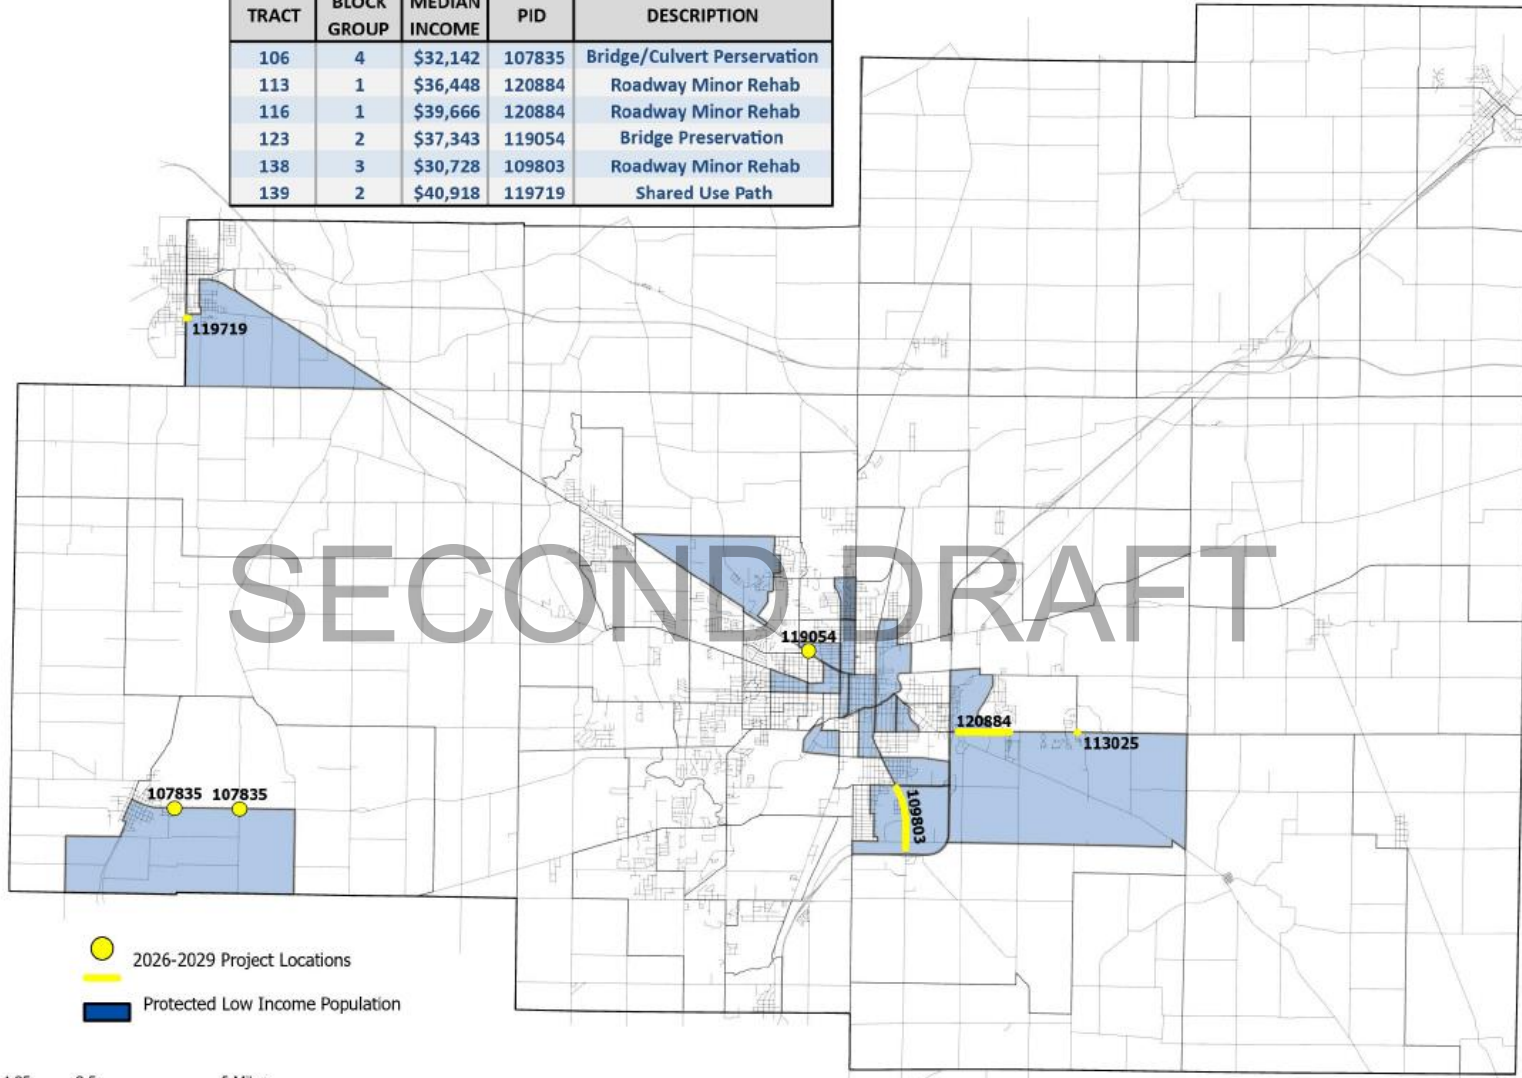 TRACT BLOCK GROUP MEDIAN INCOME PID DESCRIPTION
106 4 $32,142 107835 Bridge/Culvert Perservation
113 1 $36,448 120884 Roadway Minor Rehab
116 1 $39,666 120884 Roadway Minor Rehab
123 2 $37,343 119054 Bridge Preservation
138 3 $30,728 109803 Roadway Minor Rehab
139 2 $40,918 119719 Shared Use Path
119719
SECOND DRAFT
119054
120884
113025
107835 107835
109803
2026-2029 Project Locations
Protected Low Income Population